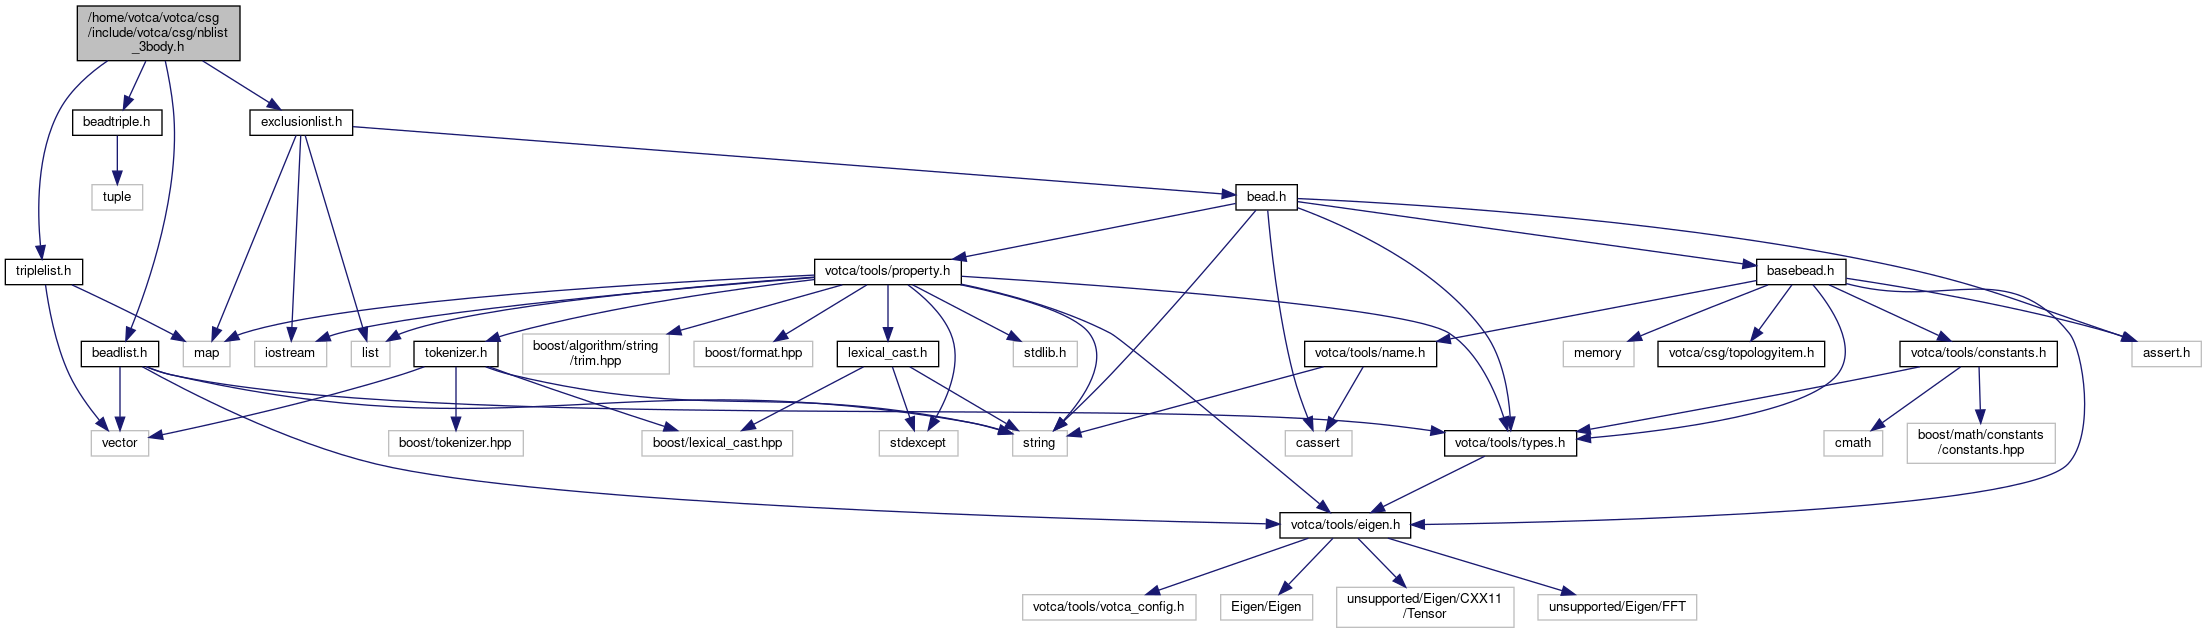 /home/votca/votca/csg
/include/votca/csg/nblist
_3body.h
beadtriple.h
exclusionlist.h
tuple
bead.h
triplelist.h
votca/tools/property.h
basebead.h
beadlist.h
map
iostream
list
tokenizer.h
boost/algorithm/string
/trim.hpp
boost/format.hpp
lexical_cast.h
stdlib.h
votca/tools/name.h
memory
votca/csg/topologyitem.h
votca/tools/constants.h
assert.h
vector
boost/tokenizer.hpp
boost/lexical_cast.hpp
stdexcept
string
cassert
votca/tools/types.h
cmath
boost/math/constants
/constants.hpp
votca/tools/eigen.h
votca/tools/votca_config.h
Eigen/Eigen
unsupported/Eigen/CXX11
/Tensor
unsupported/Eigen/FFT